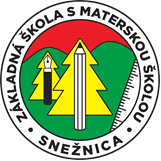 ZÁKLADNÁ ŠKOLA S MATERSKOU ŠKOLOU
• SNEŽNICA •